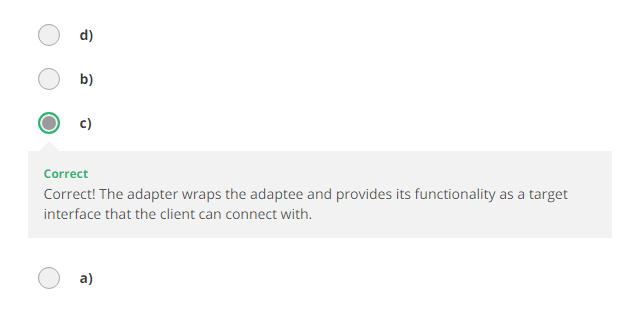 d)
b)
c)
Correct
Correct! The adapter wraps the adaptee and provides its functionality as a target
interface that the client can connect with.
a)